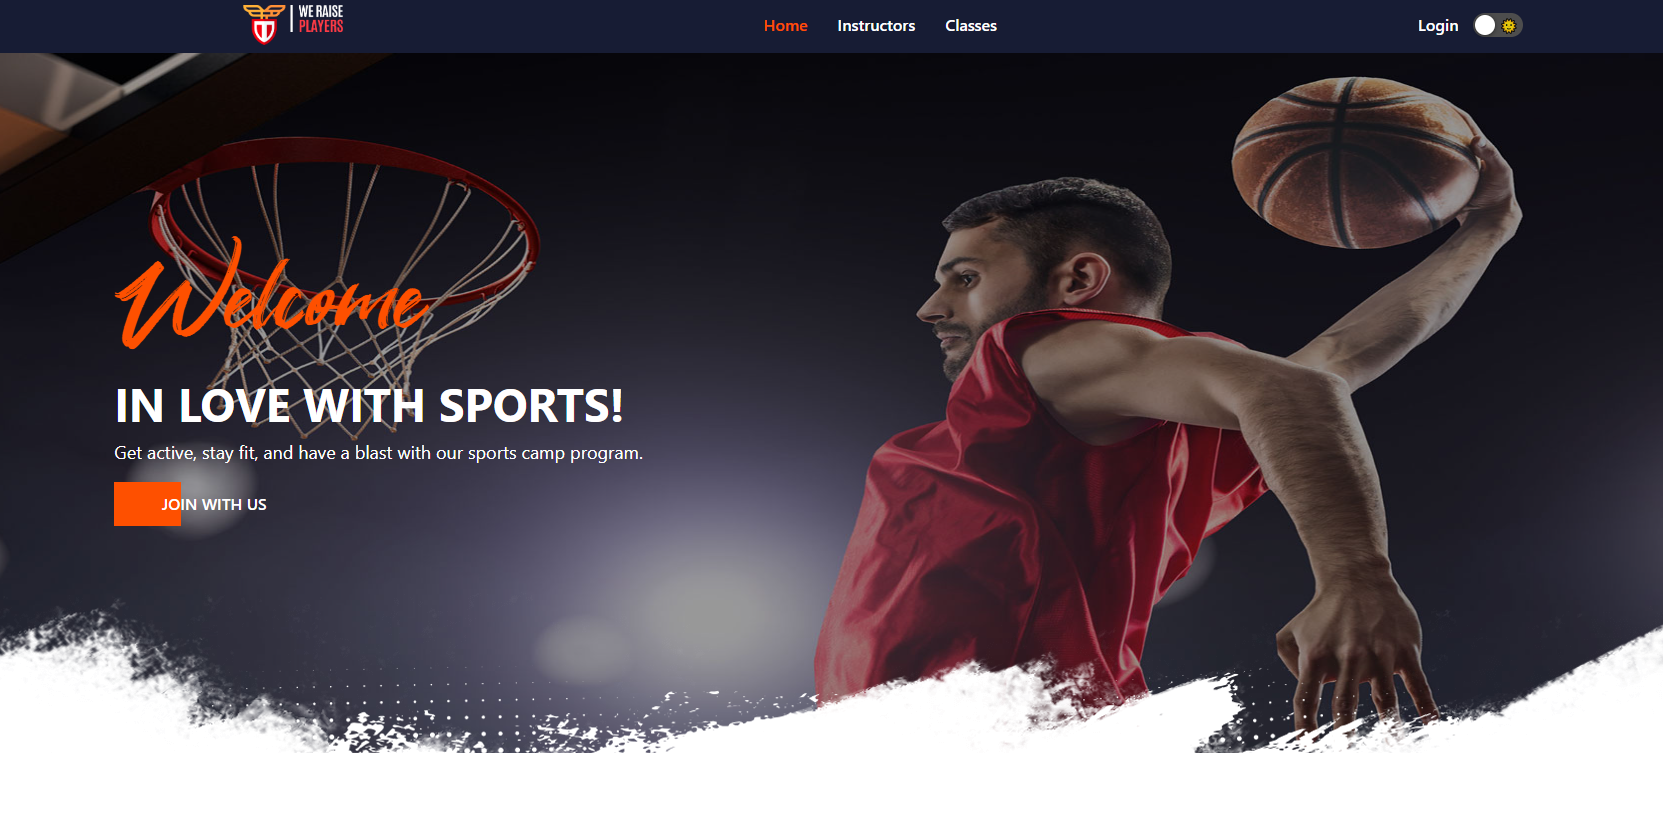 WE RAISE
PLAYERS
Home Instructors Classes Login
Welcome
IN LOVE WITH SPORTS!
Get active, stay fit, and have a blast with our sports camp program.
JOIN WITH US